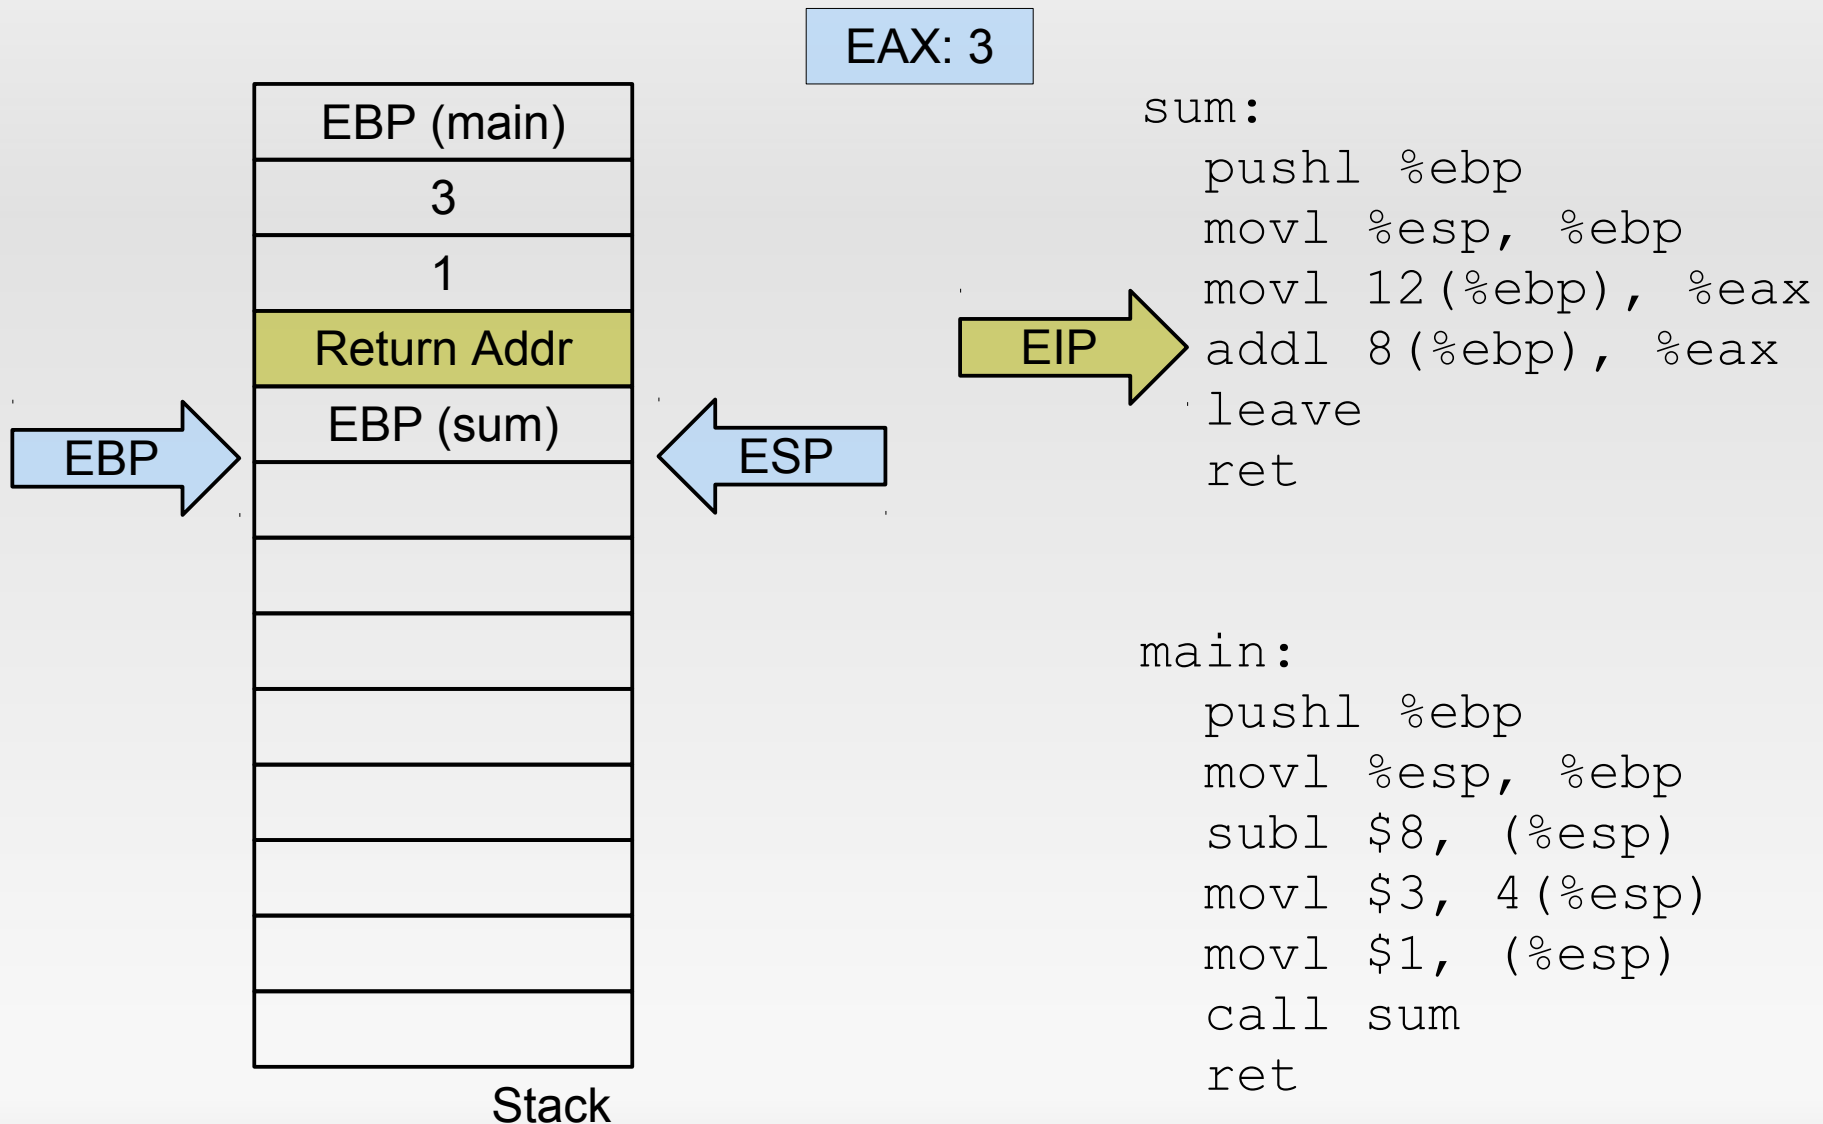 EAX: 3
EBP (main)
3
1
Return Addr
EBP (sum)
EBP
ESP
Stack
EIP
sum:
pushl %ebp
movl %esp, %ebp
movl 12(%ebp), %eax
addl 8(%ebp), %eax
leave
ret
main:
pushl %ebp
movl %esp, %ebp
subl $8, (%esp)
movl $3, 4(%esp)
movl $1, (%esp)
call sum
ret